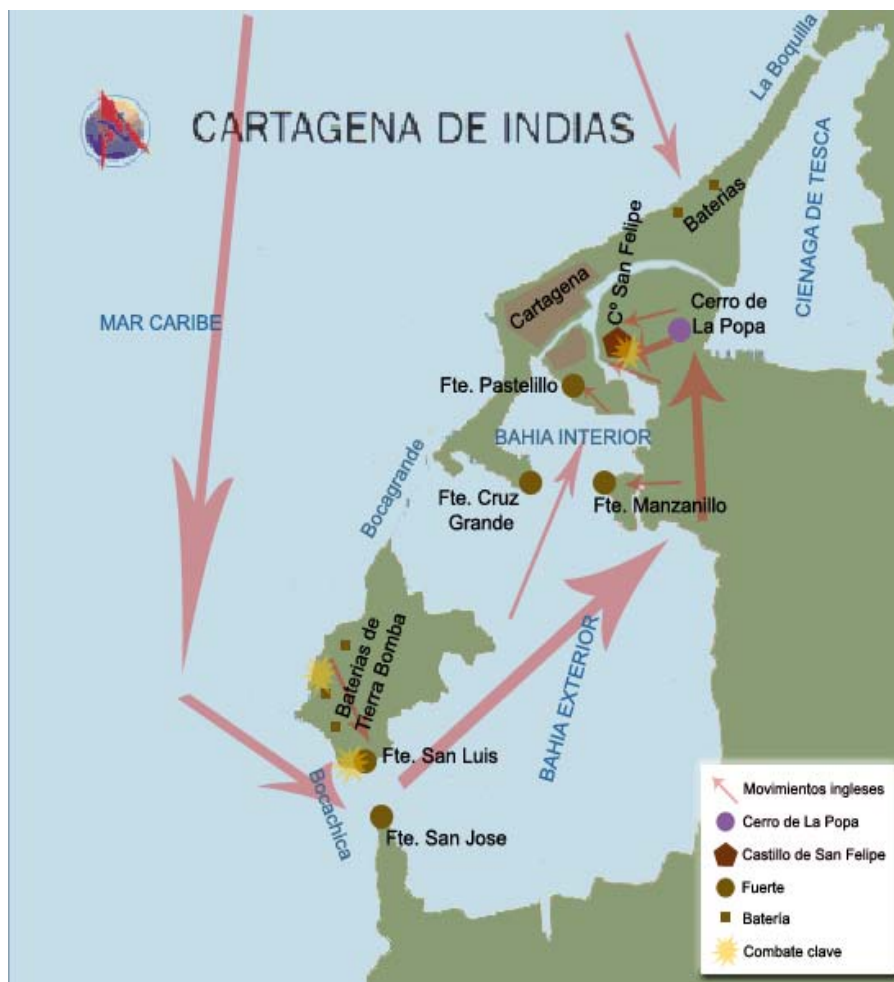 CARTAGENA DE INDIAS
La Boquilla
CIENAGA DE TESCA
Baterías
Cº San Felipe
Cartagena
MAR CARIBE
Cerro de
La Popa
Fte. Pastelillo
BAHIA INTERIOR
Bocagrande
Fte. Cruz
Grande
Fte. Manzanillo
Baterias de
Tierra Bomba
BAHIA EXTERIOR
Fte. San Luis
Bocachica
Fte. San Jose
Movimientos ingleses
Cerro de La Popa
Castillo de San Felipe
Fuerte
Batería
Combate clave